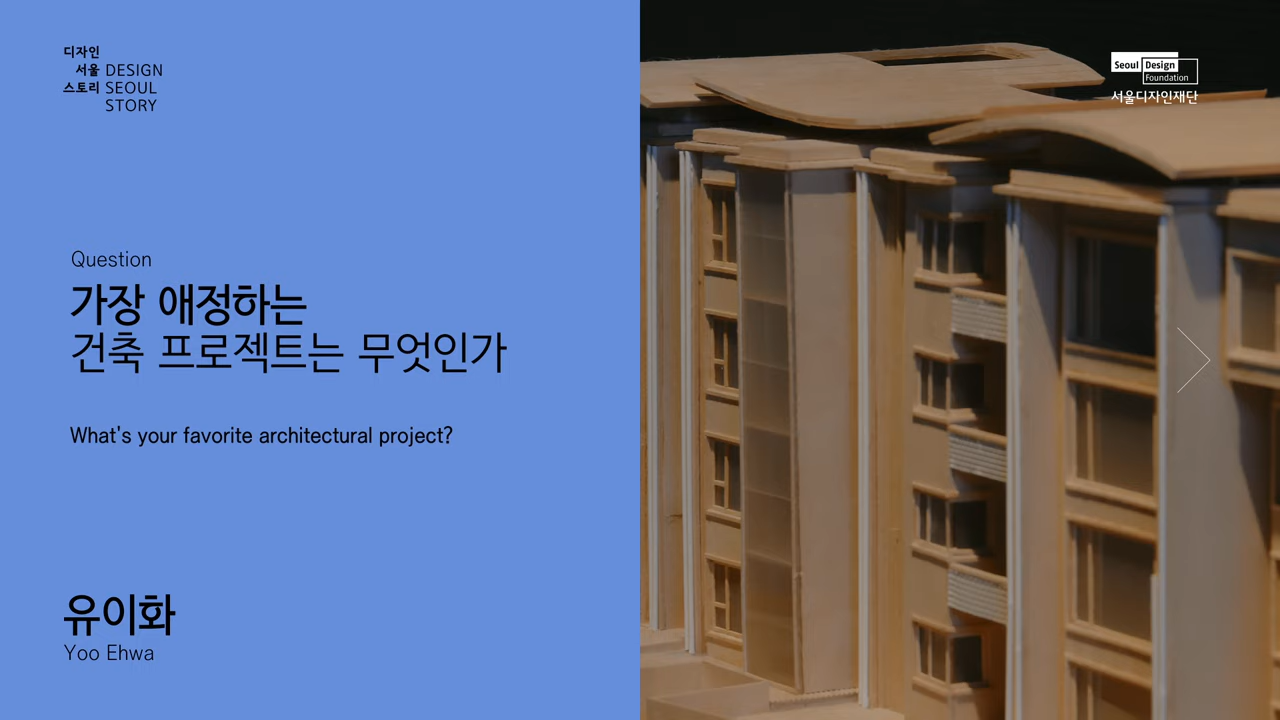 디자인
서울 DESIGN
스토리 SEOUL
STORY
Seoul Design
Foundation
서울디자인재단
Question
가장 애정하는
건축 프로젝트는 무엇인가
What's your favorite architectural project?
유이화
Yoo Ehwa